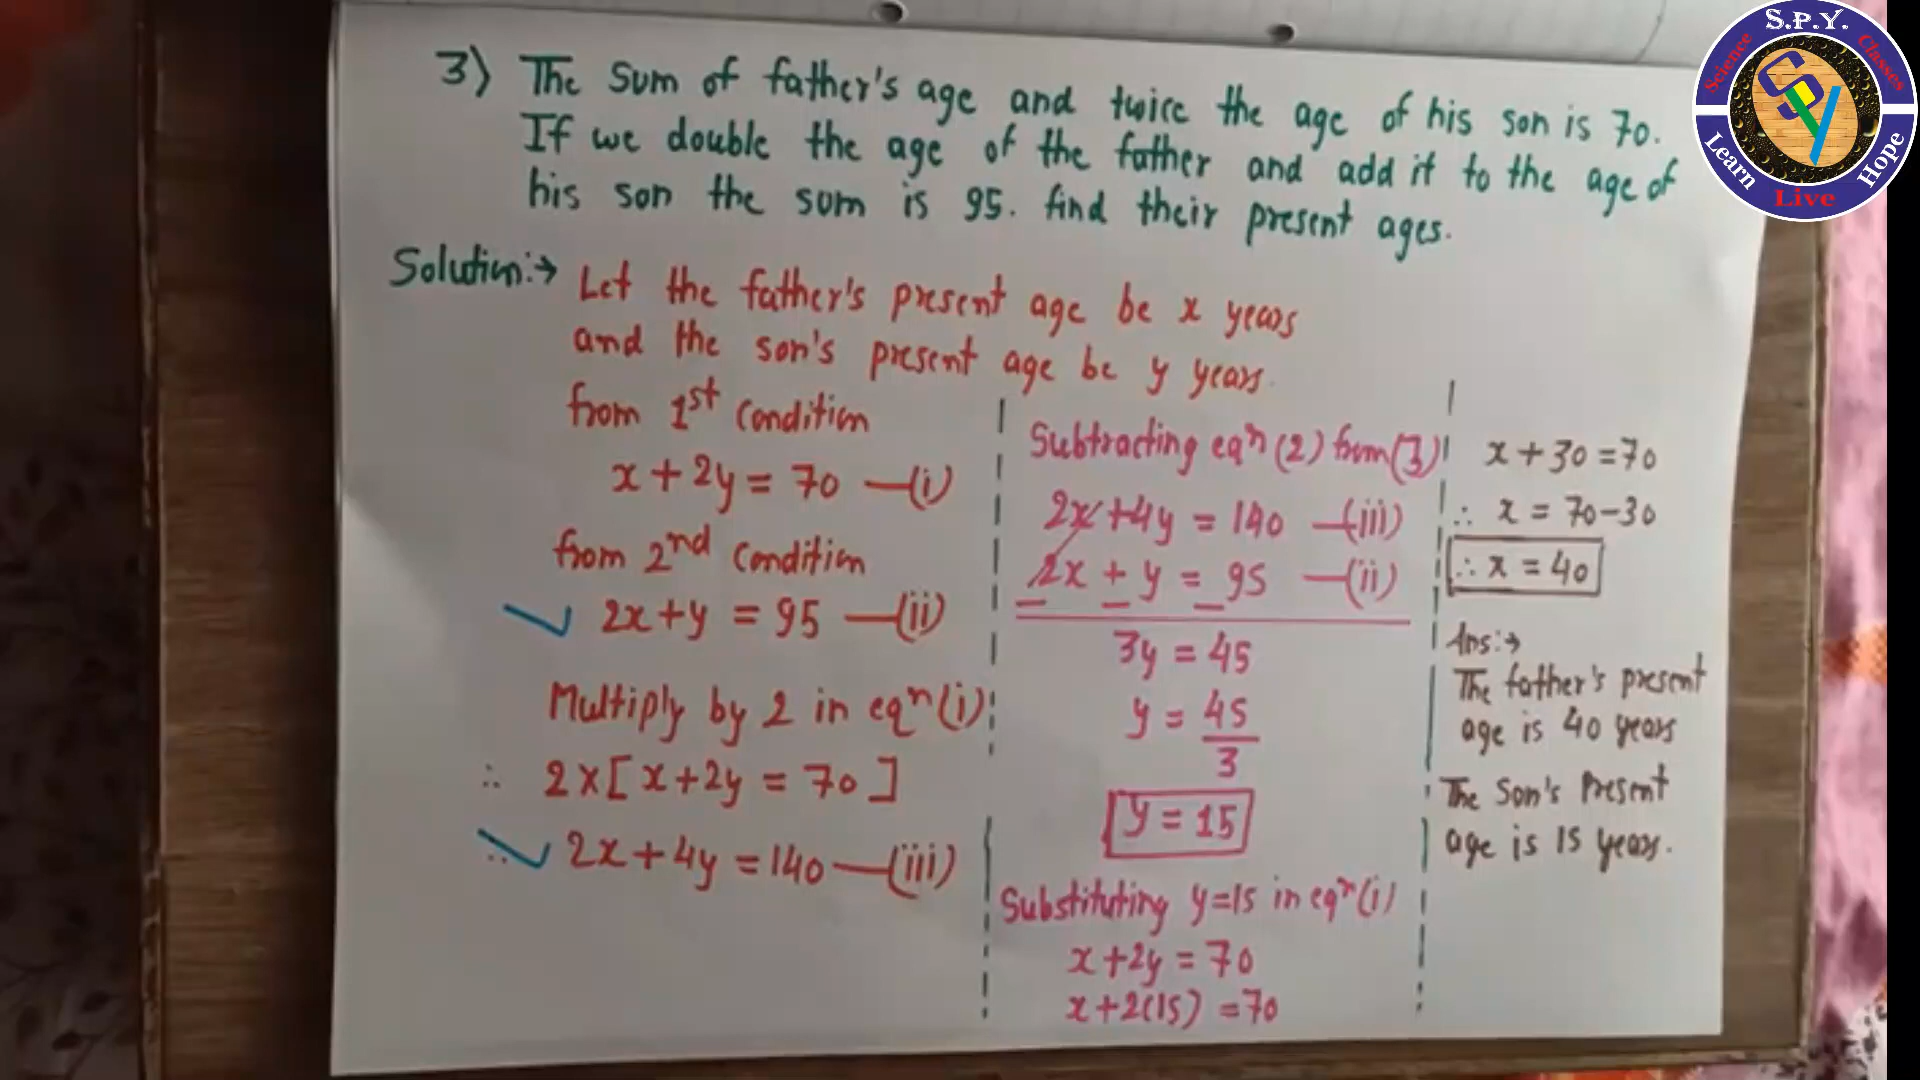 3) The sum of father's age and twice the age of his son is 70.
If we double the age of the father and add it to the age of
his son the sum is 95. find their present ages.
Solution:→ Let the father's present age be x years
and the son's present age be y years.
from 1st condition
x + 2y = 70 —(i)
from 2nd condition
2x + y = 95 —(ii)
Multiply by 2 in eqn (i)
∴ 2x[x+2y = 70]
∴ 2x + 4y = 140 —(iii)
Subtracting eqn (2) from (3)
2x + 4y = 140 —(iii)
2x + y = 95 —(ii)
— — —
3y = 45
y = 45
3
y = 15
Substituting y=15 in eqn (i)
x + 2y = 70
x + 2(15) = 70
x + 30 = 70
∴ x = 70 - 30
∴ x = 40
Ans:→
The father's present
age is 40 years
The Son's Present
age is 15 years.
S.P.Y.
Science
Classes
SPY
Learn
Live
Hope